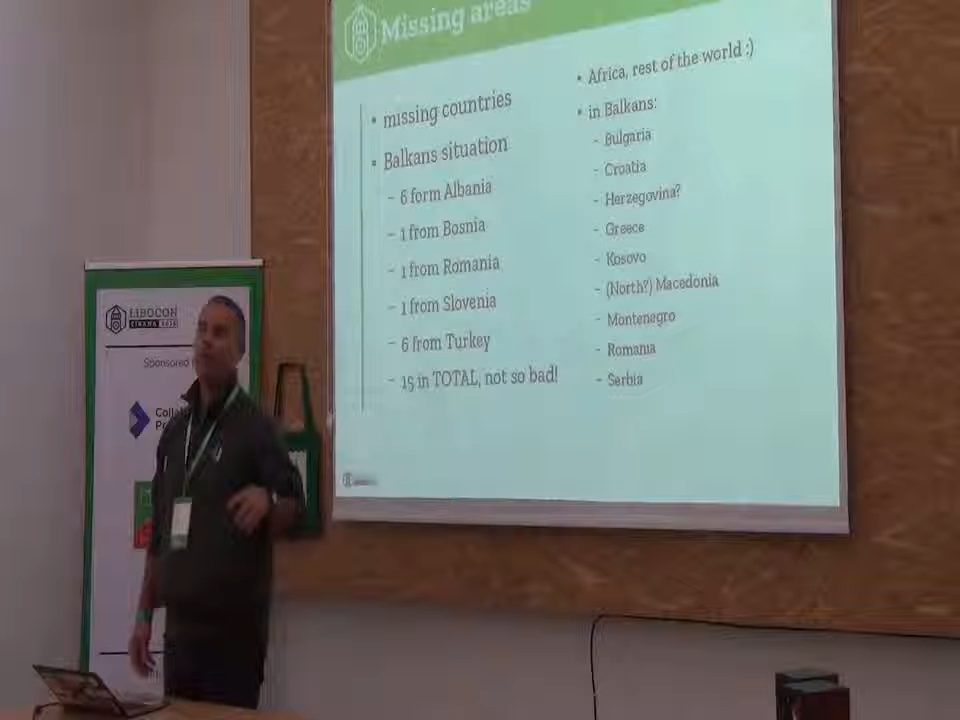 Missing areas
• missing countries
• Balkans situation
– 6 form Albania
– 1 from Bosnia
– 1 from Romania
– 1 from Slovenia
– 6 from Turkey
– 15 in TOTAL, not so bad!
• Africa, rest of the world :)
• in Balkans:
– Bulgaria
– Croatia
– Herzegovina?
– Greece
– Kosovo
– (North?) Macedonia
– Montenegro
– Romania
– Serbia
LIBOCON
TIRANA 2018
Sponsored